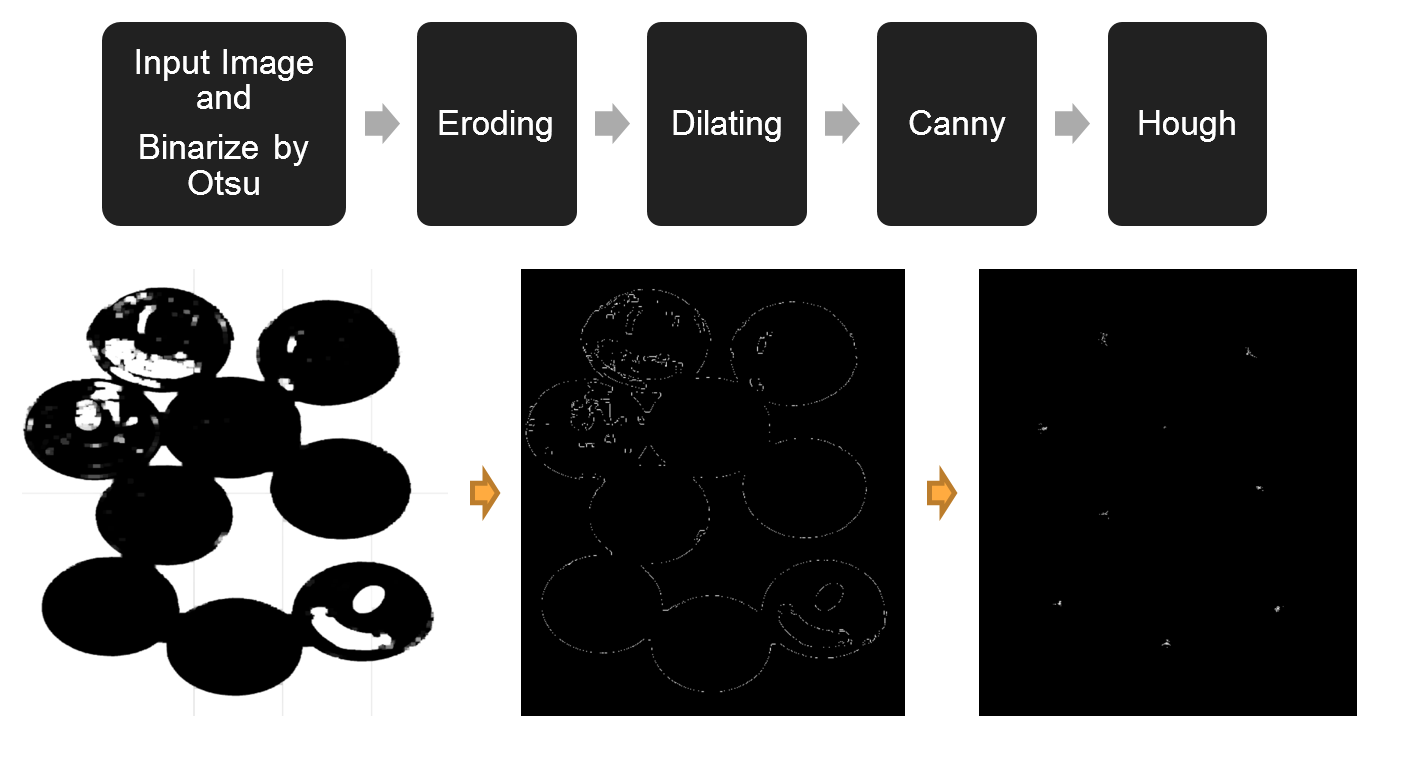 Input Image
and
Binarize by
Otsu
Eroding
Dilating
Canny
Hough